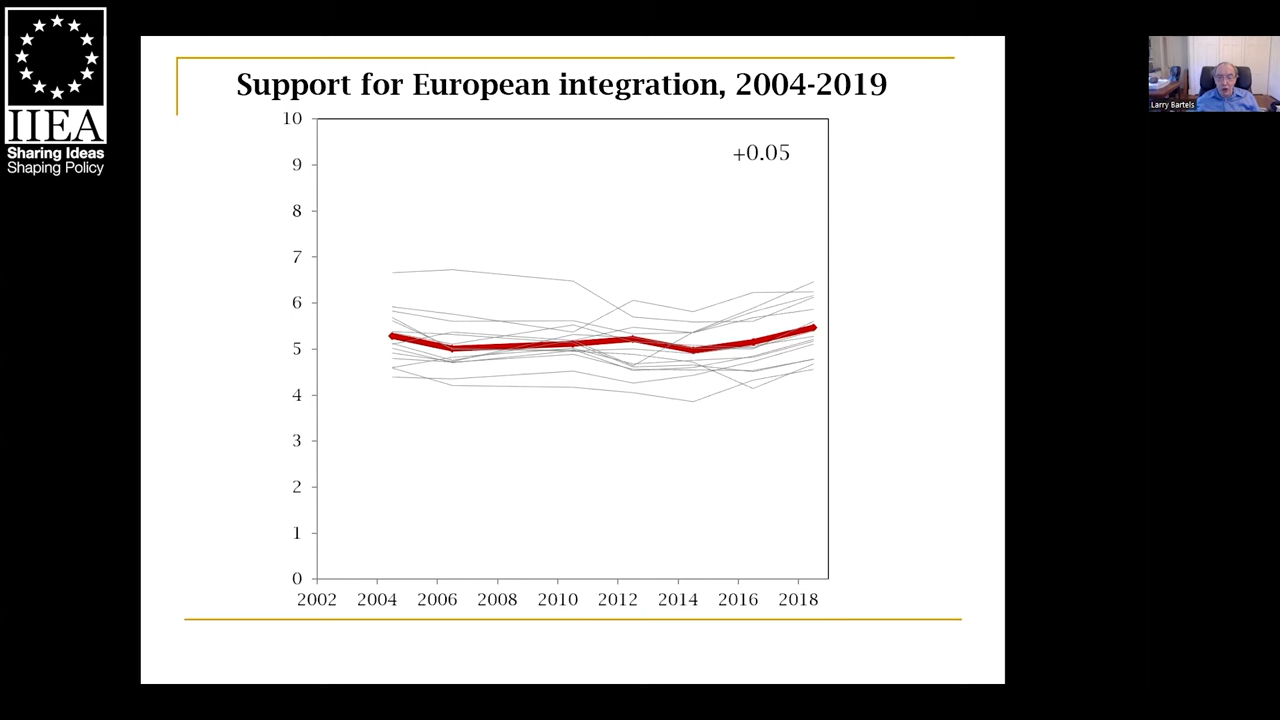 IIEA
Sharing Ideas
Shaping Policy
Support for European integration, 2004-2019
+0.05
10
9
8
7
6
5
4
3
2
1
0
2002 2004 2006 2008 2010 2012 2014 2016 2018
Larry Bartels